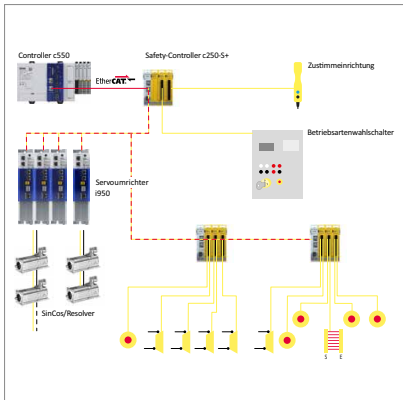 Controller c550
Safety-Controller c250-S+
EtherCAT
Zustimmeinrichtung
Betriebsartenwahlschalter
Servoumrichter
i950
SinCos/Resolver
S E